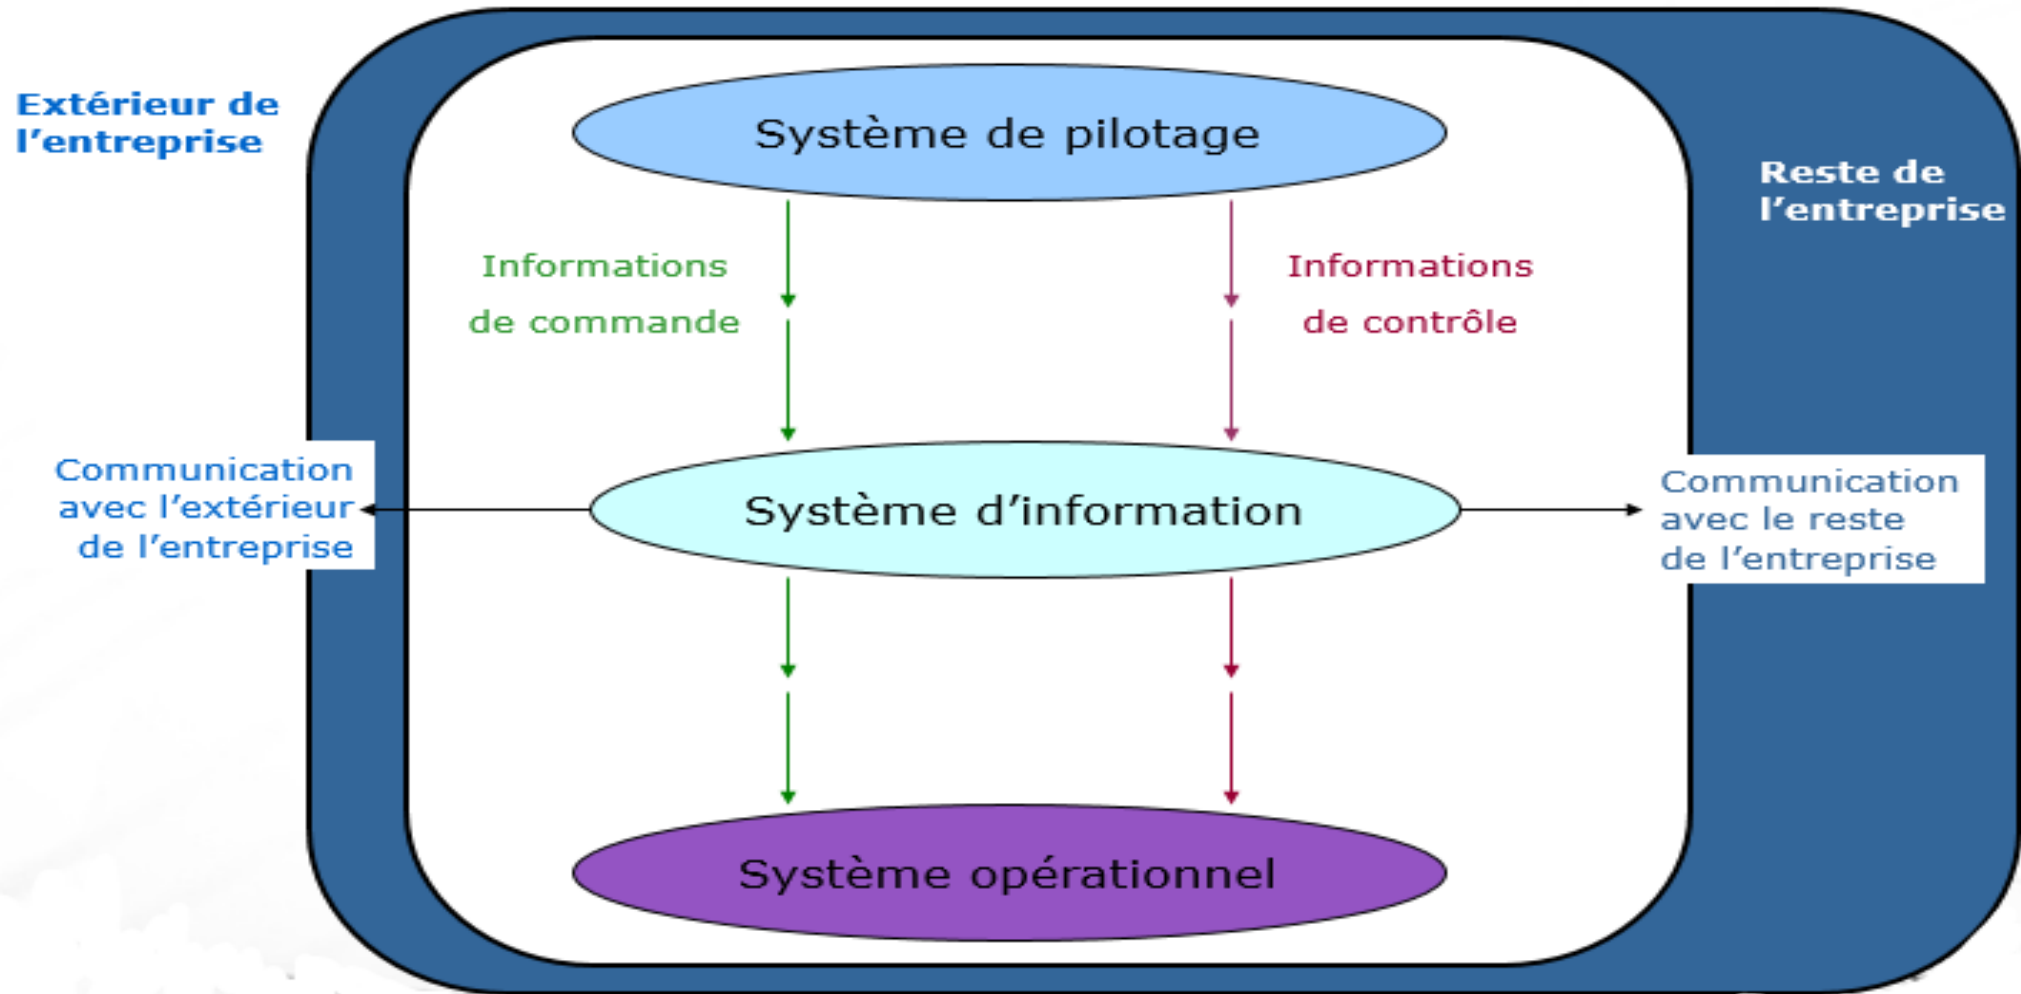 Extérieur de
l'entreprise
Système de pilotage
Reste de
l'entreprise
Informations
de commande
Informations
de contrôle
Communication
avec l'extérieur
de l'entreprise
Système d'information
Communication
avec le reste
de l'entreprise
Système opérationnel